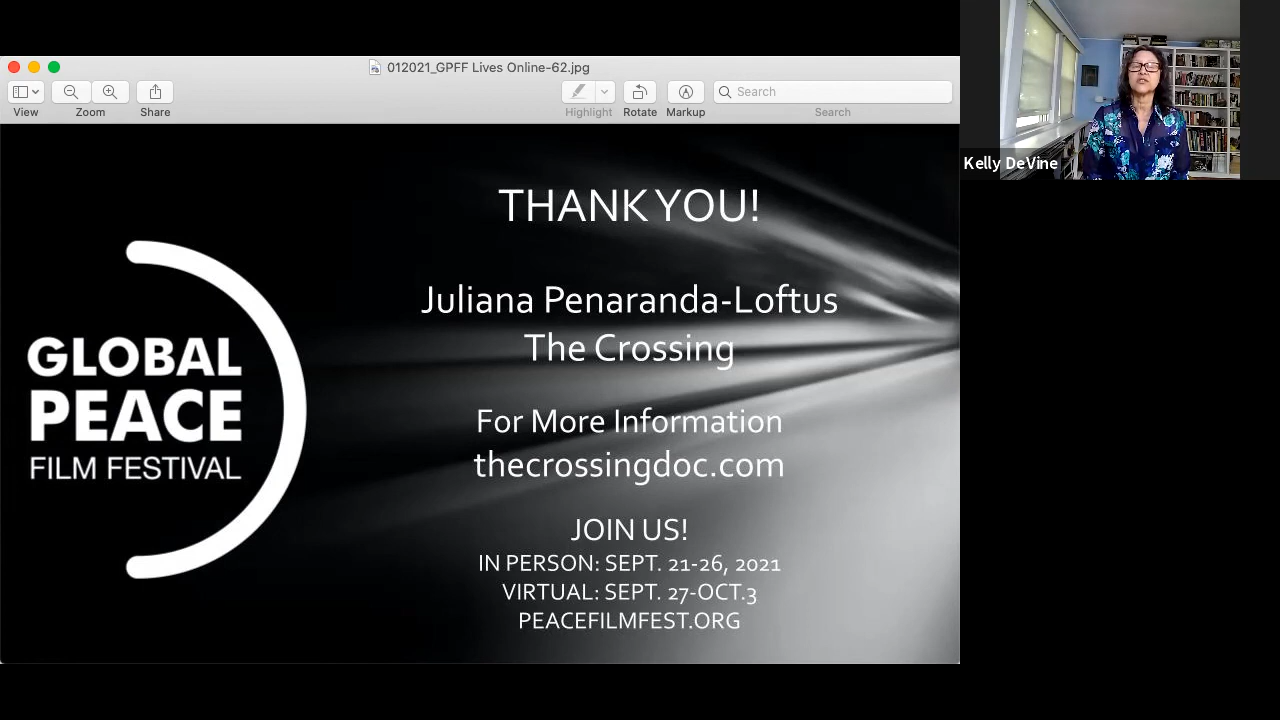 012021_GPFF Lives Online-62.jpg
View
Zoom
Share
Highlight
Rotate
Markup
Search
Search
THANK YOU!
Juliana Penaranda-Loftus
The Crossing
For More Information
thecrossingdoc.com
JOIN US!
IN PERSON: SEPT. 21-26, 2021
VIRTUAL: SEPT. 27-OCT.3
PEACEFILMFEST.ORG
GLOBAL
PEACE
FILM FESTIVAL
Kelly DeVine